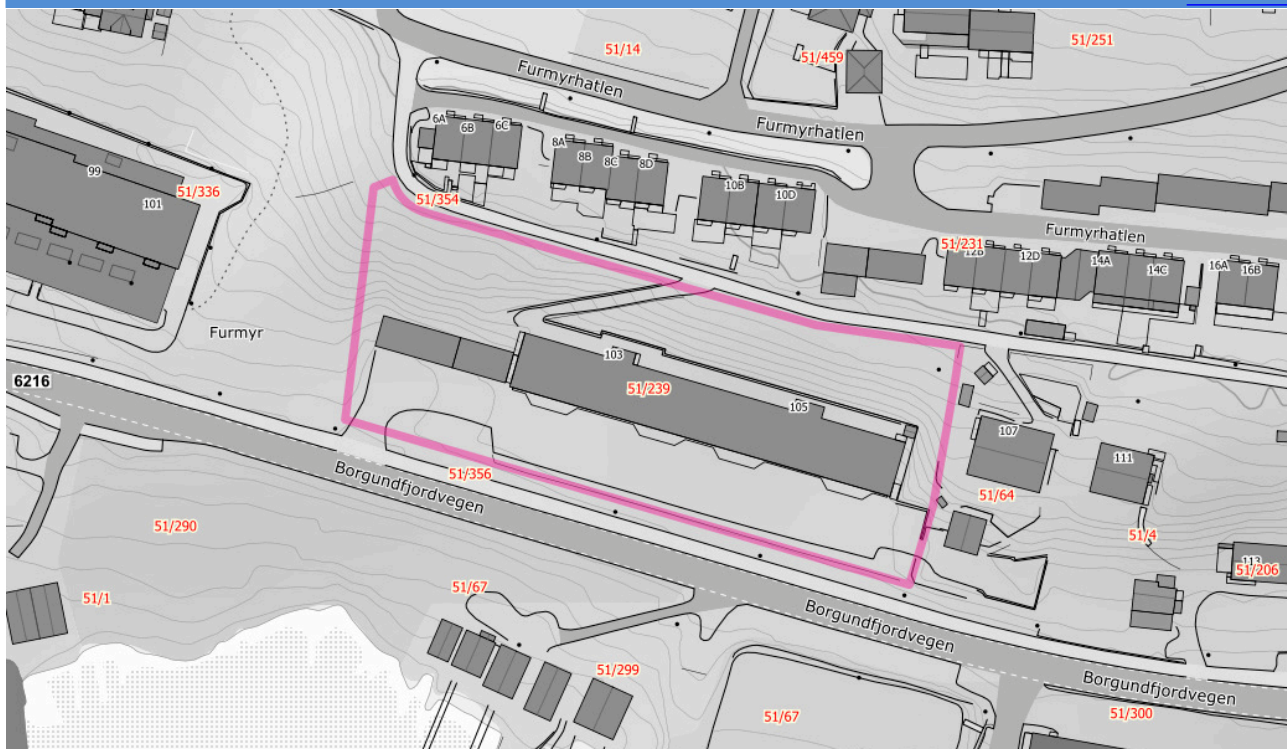 51/14
51/459
51/251
Furmyrhatlen
Furmyrhatlen
6A
6B
6C
8A
8B
8C
8D
99
101
51/336
51/354
10B
10D
Furmyrhatlen
51/231
12B
12D
14A
14C
16A
16B
Furmyr
103
51/239
105
6216
107
111
Borgundfjordvegen
51/356
51/64
51/4
51/290
113
51/206
51/1
51/67
Borgundfjordvegen
51/299
Borgundfjordvegen
51/67
51/300